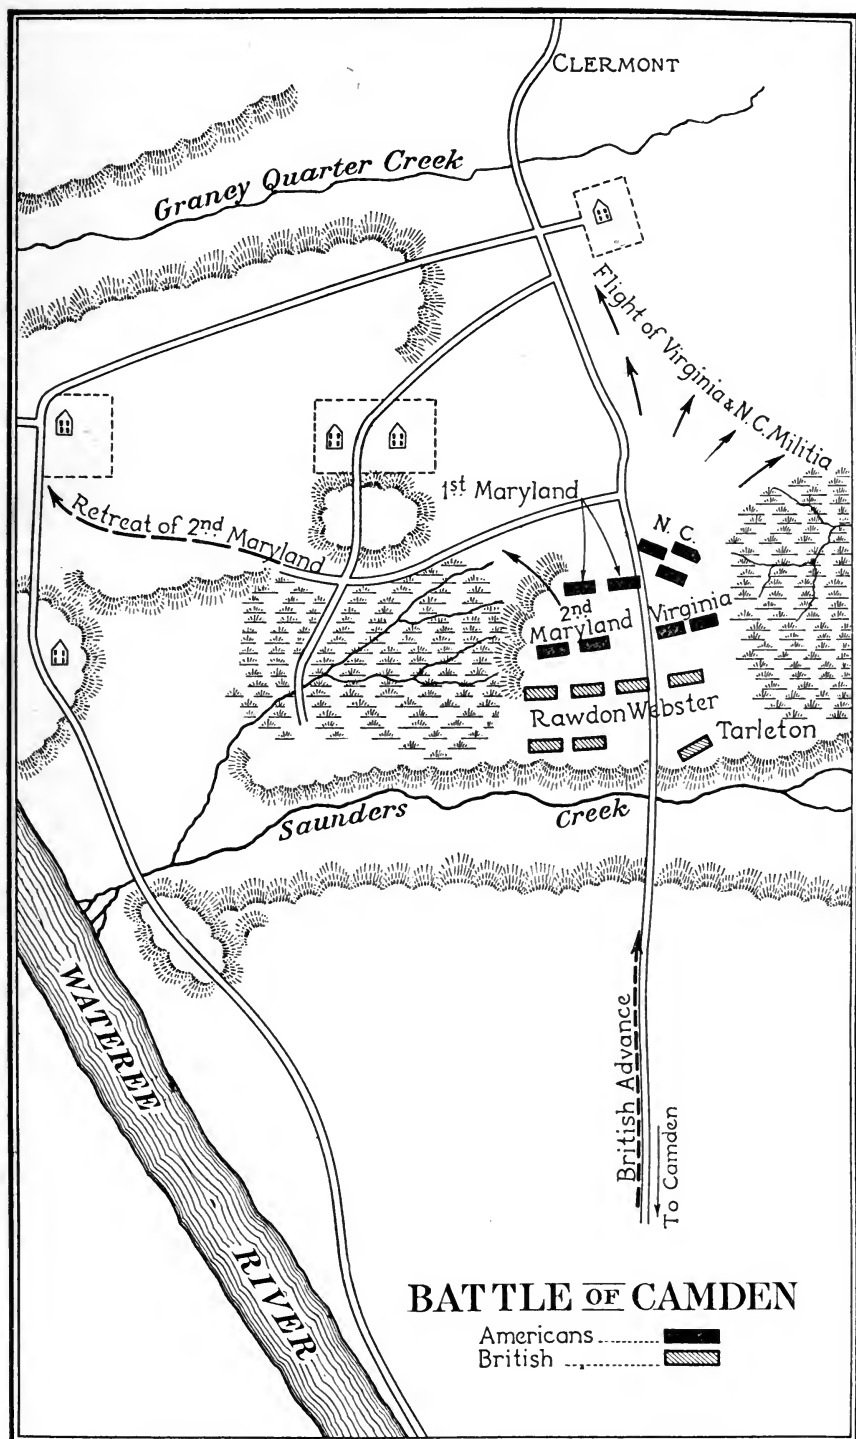 CLERMONT
Graney Quarter Creek
Flight of Virginia & N.C. Militia
1st Maryland
Retreat of 2nd Maryland
N. C.
2nd
Maryland
Virginia
Rawdon Webster
Tarleton
Saunders Creek
WATEREE RIVER
British Advance
To Camden
BATTLE OF CAMDEN
Americans
British